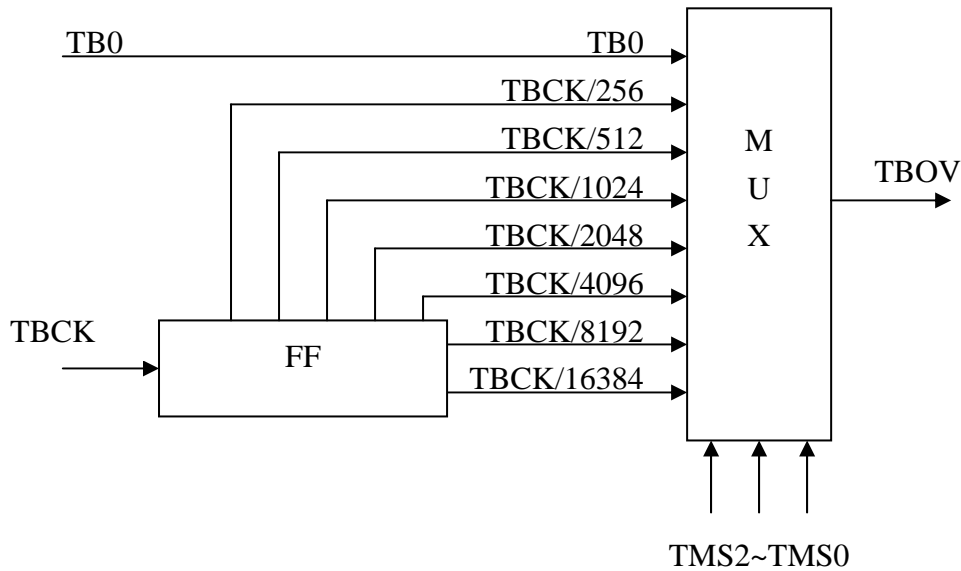 TB0 TB0
TBCK/256
TBCK/512
TBCK/1024
TBCK/2048
TBCK/4096
TBCK/8192
TBCK/16384
TBCK
FF
M
U
X
TBOV
TMS2~TMS0